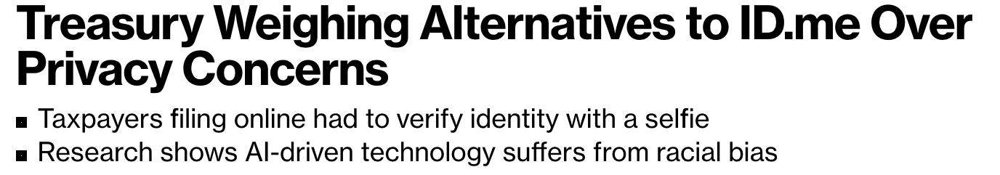 Treasury Weighing Alternatives to ID.me Over
Privacy Concerns
▪ Taxpayers filing online had to verify identity with a selfie
▪ Research shows AI-driven technology suffers from racial bias